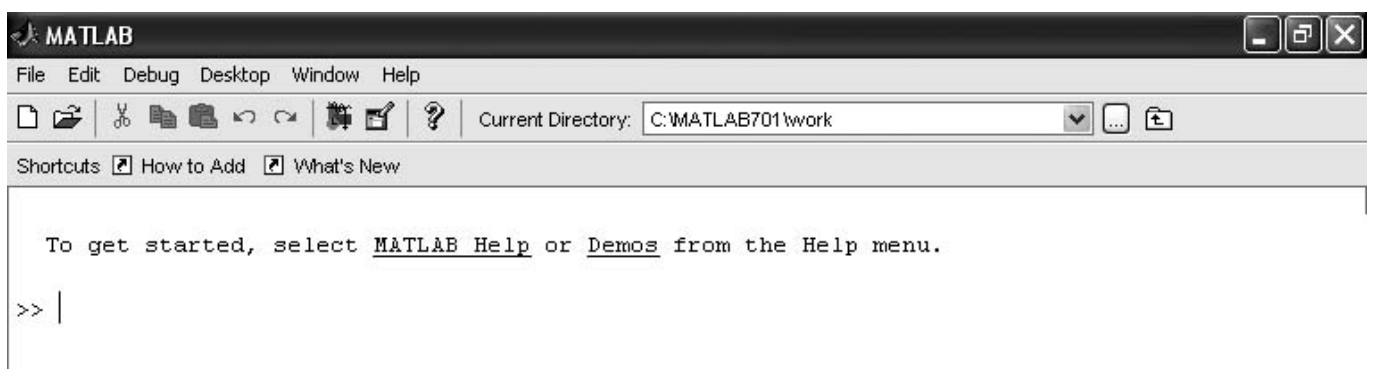 MATLAB
File Edit Debug Desktop Window Help
Current Directory: C:\MATLAB701\work
Shortcuts How to Add What's New
To get started, select MATLAB Help or Demos from the Help menu.
>>